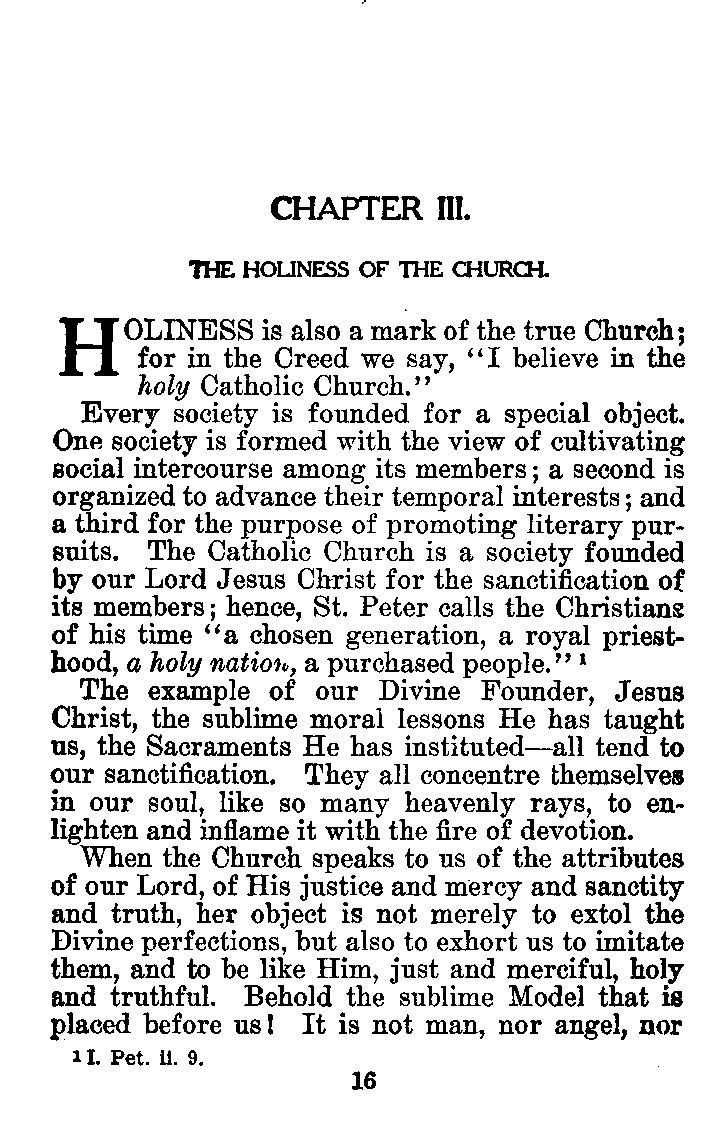 CHAPTER III.
THE HOLINESS OF THE CHURCH.
HOLINESS is also a mark of the true Church;
for in the Creed we say, "I believe in the
holy Catholic Church."
Every society is founded for a special object.
One society is formed with the view of cultivating
social intercourse among its members; a second is
organized to advance their temporal interests; and
a third for the purpose of promoting literary pur-
suits. The Catholic Church is a society founded
by our Lord Jesus Christ for the sanctification of
its members; hence, St. Peter calls the Christians
of his time "a chosen generation, a royal priest-
hood, a holy nation, a purchased people." 1
The example of our Divine Founder, Jesus
Christ, the sublime moral lessons He has taught
us, the Sacraments He has instituted—all tend to
our sanctification. They all concentre themselves
in our soul, like so many heavenly rays, to en-
lighten and inflame it with the fire of devotion.
When the Church speaks to us of the attributes
of our Lord, of His justice and mercy and sanctity
and truth, her object is not merely to extol the
Divine perfections, but also to exhort us to imitate
them, and to be like Him, just and merciful, holy
and truthful. Behold the sublime Model that is
placed before us! It is not man, nor angel, nor
1 I. Pet. ii. 9.
16